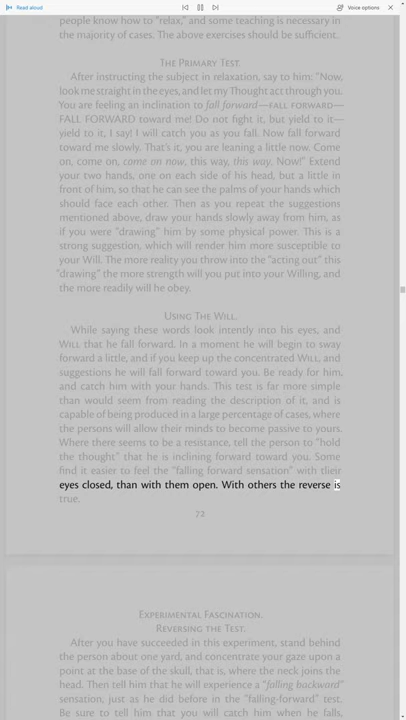 Read aloud
Voice options
people know how to "relax," and some teaching is necessary in
the majority of cases. The above exercises should be sufficient.
THE PRIMARY TEST.
After instructing the subject in relaxation, say to him: "Now,
look me straight in the eyes, and let my Thought act through you.
You are feeling an inclination to fall forward—FALL FORWARD—
FALL FORWARD toward me! Do not fight it, but yield to it—
yield to it, I say! I will catch you as you fall. Now fall forward
toward me slowly. That's it, you are leaning a little now. Come
on, come on, come on now, this way, this way. Now!" Extend
your two hands, one on each side of his head, but a little in
front of him, so that he can see the palms of your hands which
should face each other. Then as you repeat the suggestions
mentioned above, draw your hands slowly away from him, as
if you were "drawing" him by some physical power. This is a
strong suggestion, which will render him more susceptible to
your Will. The more reality you throw into the "acting out" this
"drawing" the more strength will you put into your Willing, and
the more readily will he obey.
USING THE WILL.
While saying these words look intently into his eyes, and
WILL that he fall forward. In a moment he will begin to sway
forward a little, and if you keep up the concentrated WILL, and
suggestions he will fall forward toward you. Be ready for him,
and catch him with your hands. This test is far more simple
than would seem from reading the description of it, and is
capable of being produced in a large percentage of cases, where
the persons will allow their minds to become passive to yours.
Where there seems to be a resistance, tell the person to "hold
the thought" that he is inclining forward toward you. Some
find it easier to feel the "falling forward sensation" with their
eyes closed, than with them open. With others the reverse is
true.
72
EXPERIMENTAL FASCINATION.
REVERSING THE TEST.
After you have succeeded in this experiment, stand behind
the person about one yard, and concentrate your gaze upon a
point at the base of the skull, that is, where the neck joins the
head. Then tell him that he will experience a "falling backward"
sensation, just as he did before in the "falling-forward" test.
Be sure to tell him that you will catch him when he falls,